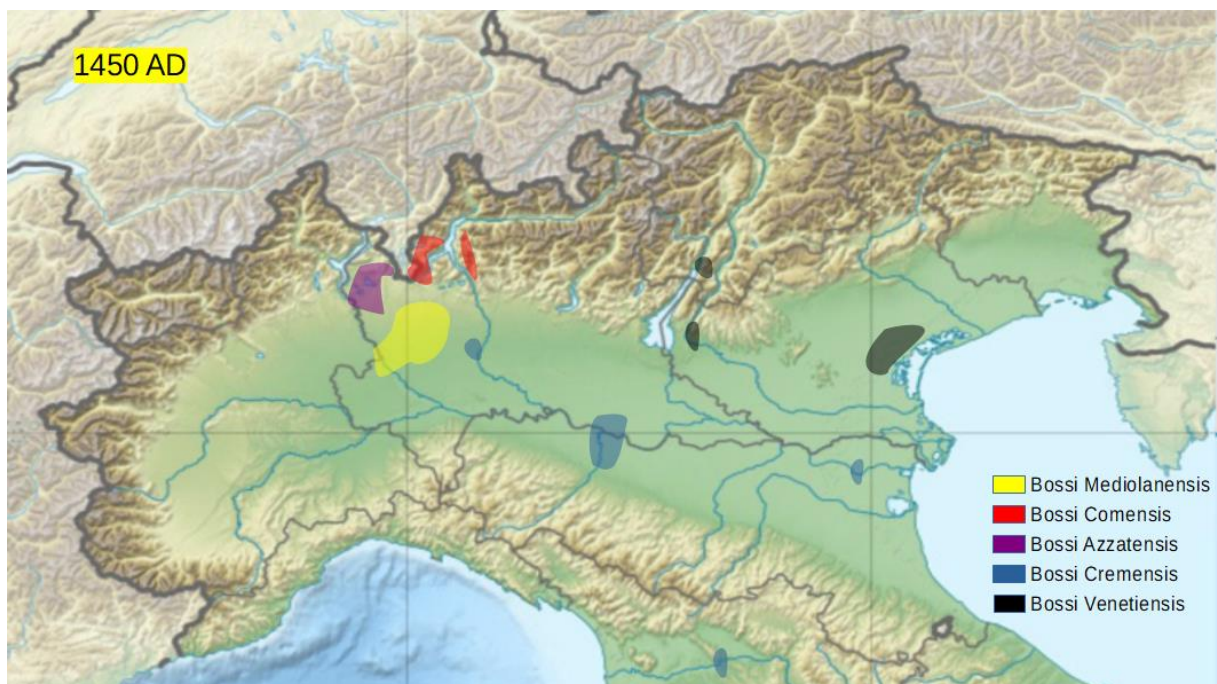 1450 AD
Bossi Mediolanensis
Bossi Comensis
Bossi Azzatensis
Bossi Cremensis
Bossi Venetiensis